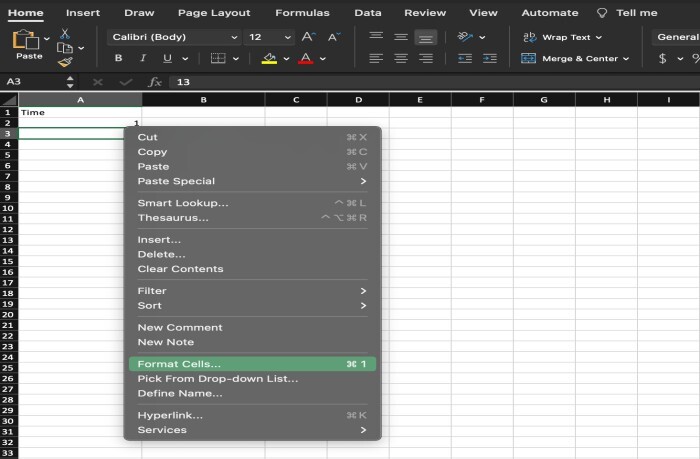 Home Insert Draw Page Layout Formulas Data Review View Automate Tell me
Calibri (Body) 12 A A Wrap Text General
Paste B I U A Merge & Center $ %
A3 fx 13
A B C D E F G H I
1 Time
2 1
3
4
5
6
7
8
9
10
11
12
13
14
15
16
17
18
19
20
21
22
23
24
25
26
27
28
29
30
31
32
33
Cut ⌘X
Copy ⌘C
Paste ⌘V
Paste Special
Smart Lookup... ^⌘L
Thesaurus... ^⌥⌘R
Insert...
Delete...
Clear Contents
Filter
Sort
New Comment
New Note
Format Cells... ⌘1
Pick From Drop-down List...
Define Name...
Hyperlink... ⌘K
Services